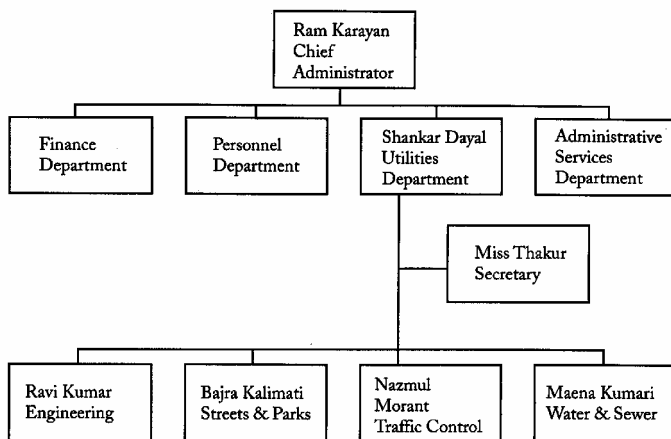 Ram Karayan
Chief
Administrator
Finance
Department
Personnel
Department
Shankar Dayal
Utilities
Department
Administrative
Services
Department
Miss Thakur
Secretary
Ravi Kumar
Engineering
Bajra Kalimati
Streets & Parks
Nazmul
Morant
Traffic Control
Maena Kumari
Water & Sewer